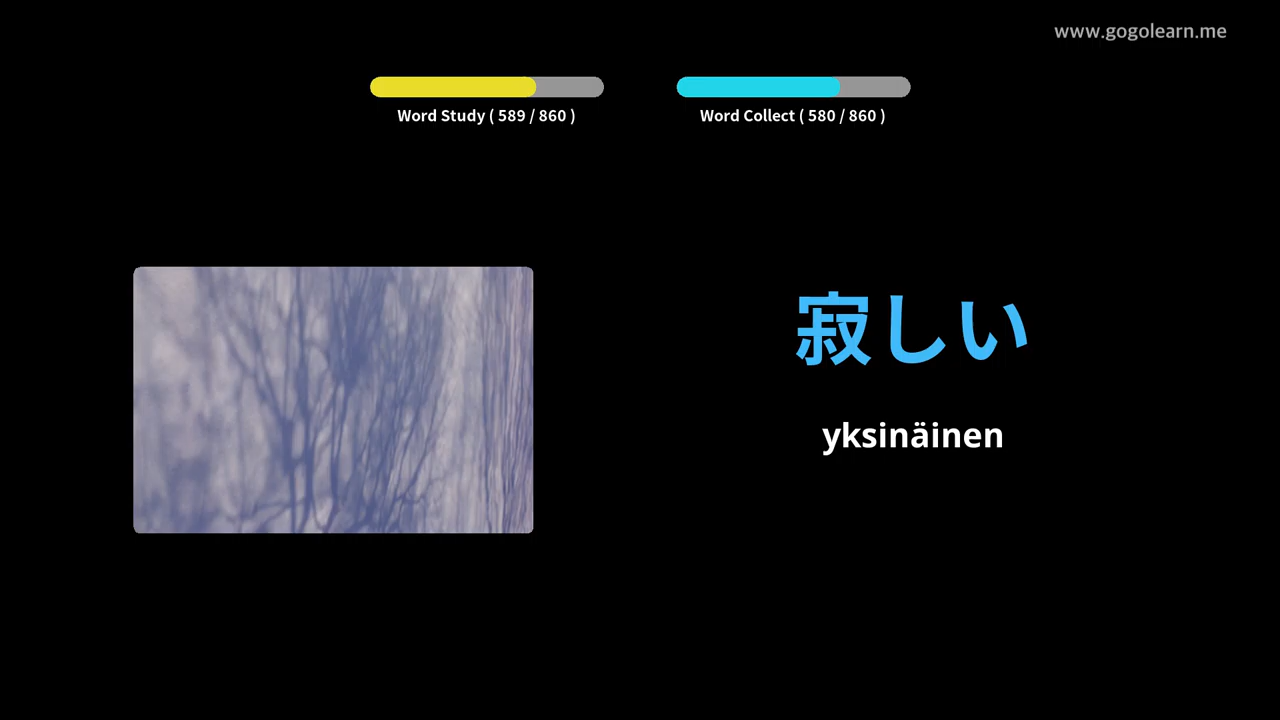 www.gogolearn.me
Word Study ( 589 / 860 )
Word Collect ( 580 / 860 )
寂しい
yksinäinen